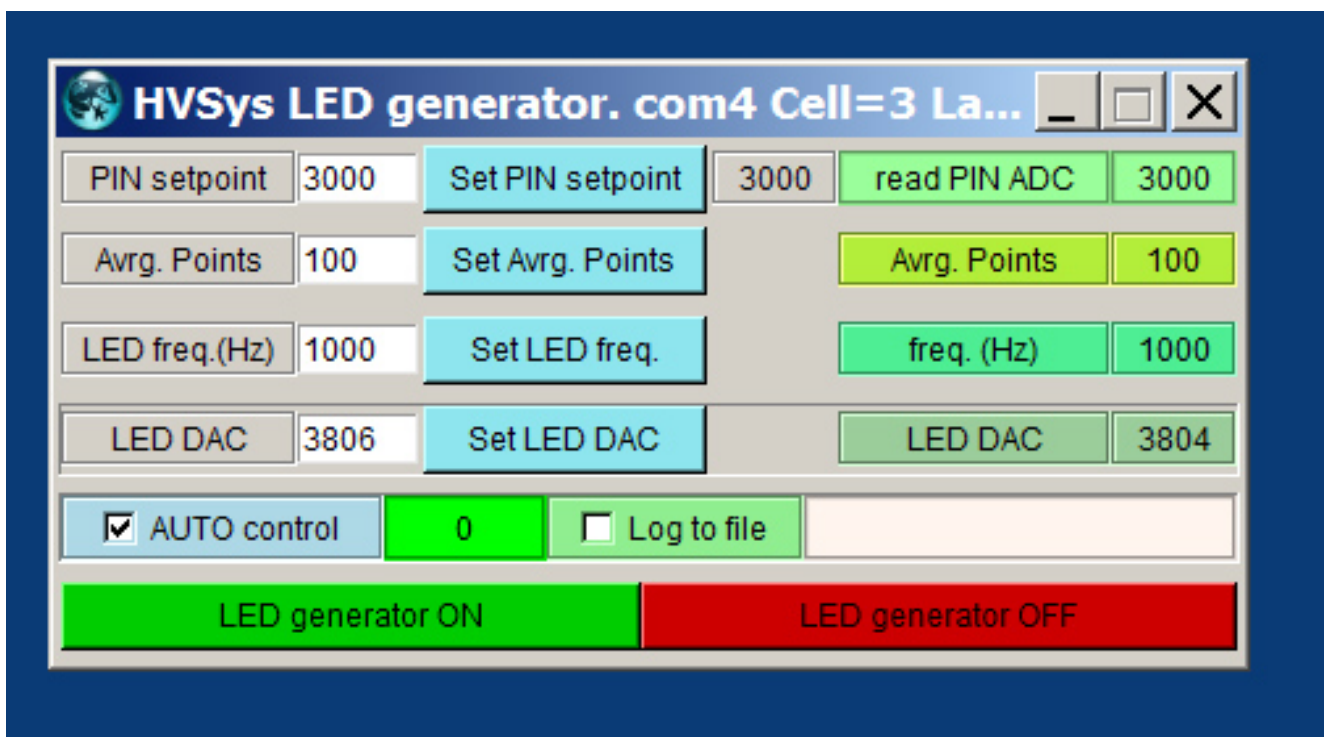 HVSys LED generator. com4 Cell=3 La...
PIN setpoint 3000 Set PIN setpoint 3000 read PIN ADC 3000
Avrg. Points 100 Set Avrg. Points Avrg. Points 100
LED freq.(Hz) 1000 Set LED freq. freq. (Hz) 1000
LED DAC 3806 Set LED DAC LED DAC 3804
AUTO control 0 Log to file
LED generator ON LED generator OFF